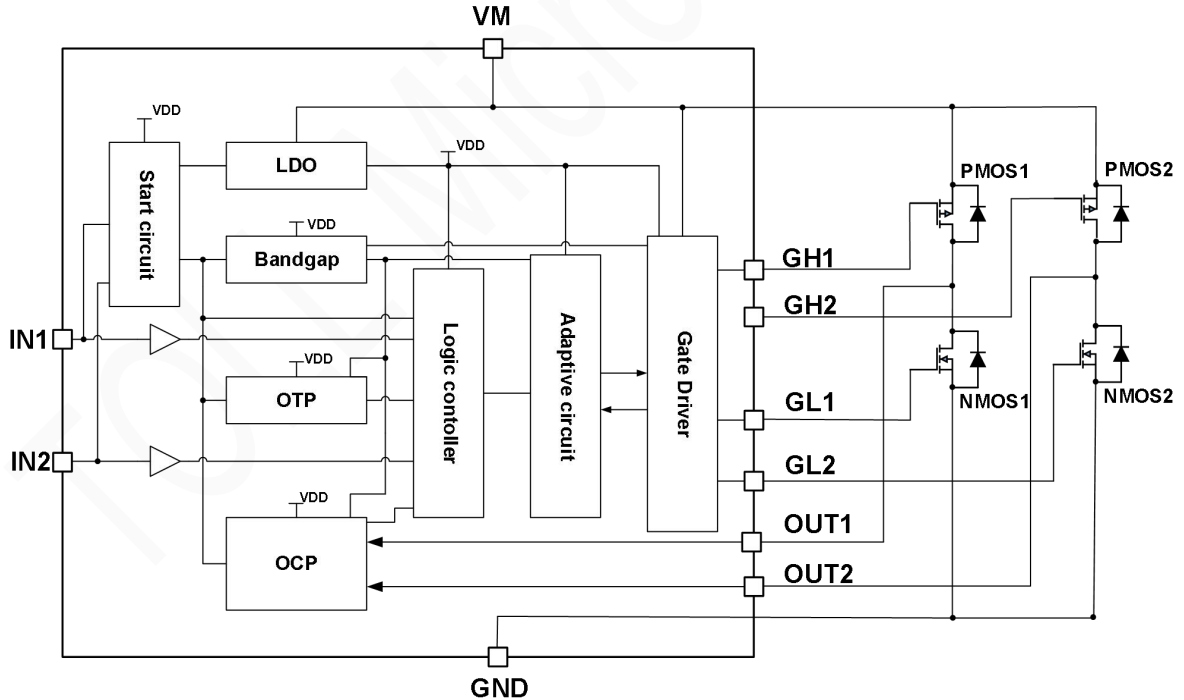 VM
VDD
Start circuit
LDO
VDD
VDD
Bandgap
PMOS1
PMOS2
GH1
GH2
IN1
Logic contoller
Adaptive circuit
Gate Driver
VDD
OTP
NMOS1
NMOS2
GL1
IN2
GL2
VDD
OCP
OUT1
OUT2
GND